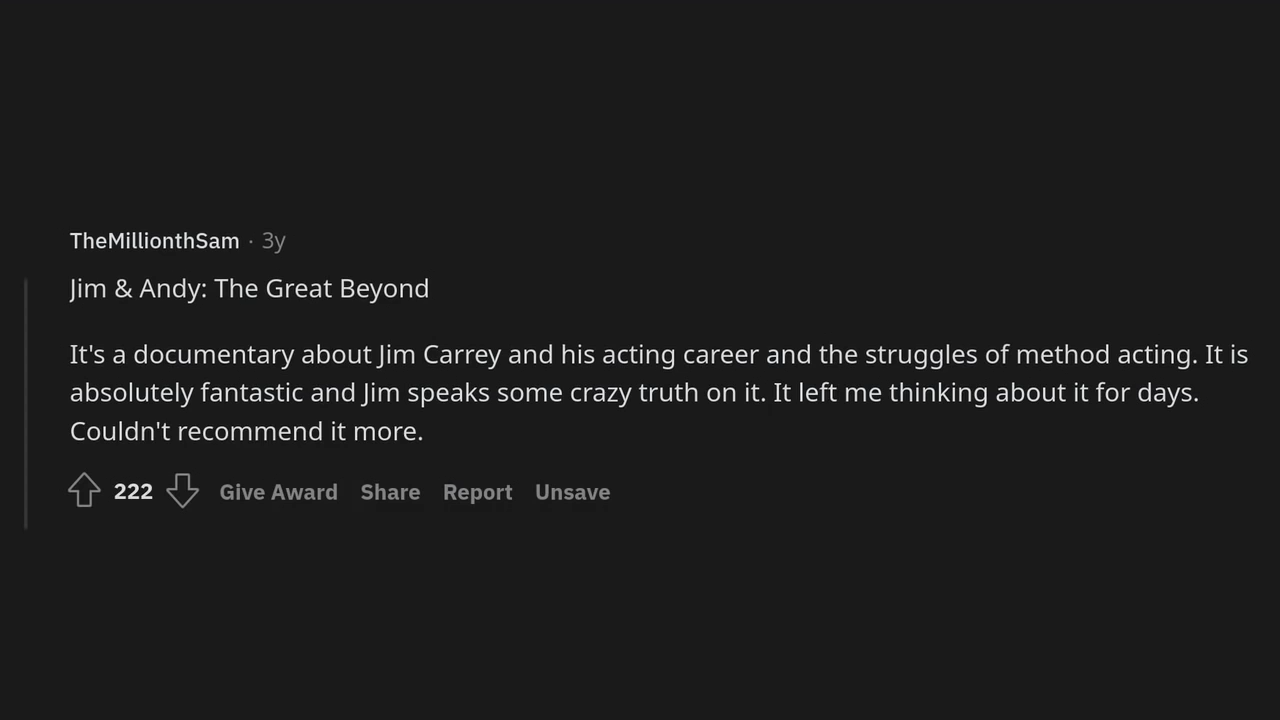 TheMillionthSam · 3y
Jim & Andy: The Great Beyond
It's a documentary about Jim Carrey and his acting career and the struggles of method acting. It is
absolutely fantastic and Jim speaks some crazy truth on it. It left me thinking about it for days.
Couldn't recommend it more.
222 Give Award Share Report Unsave